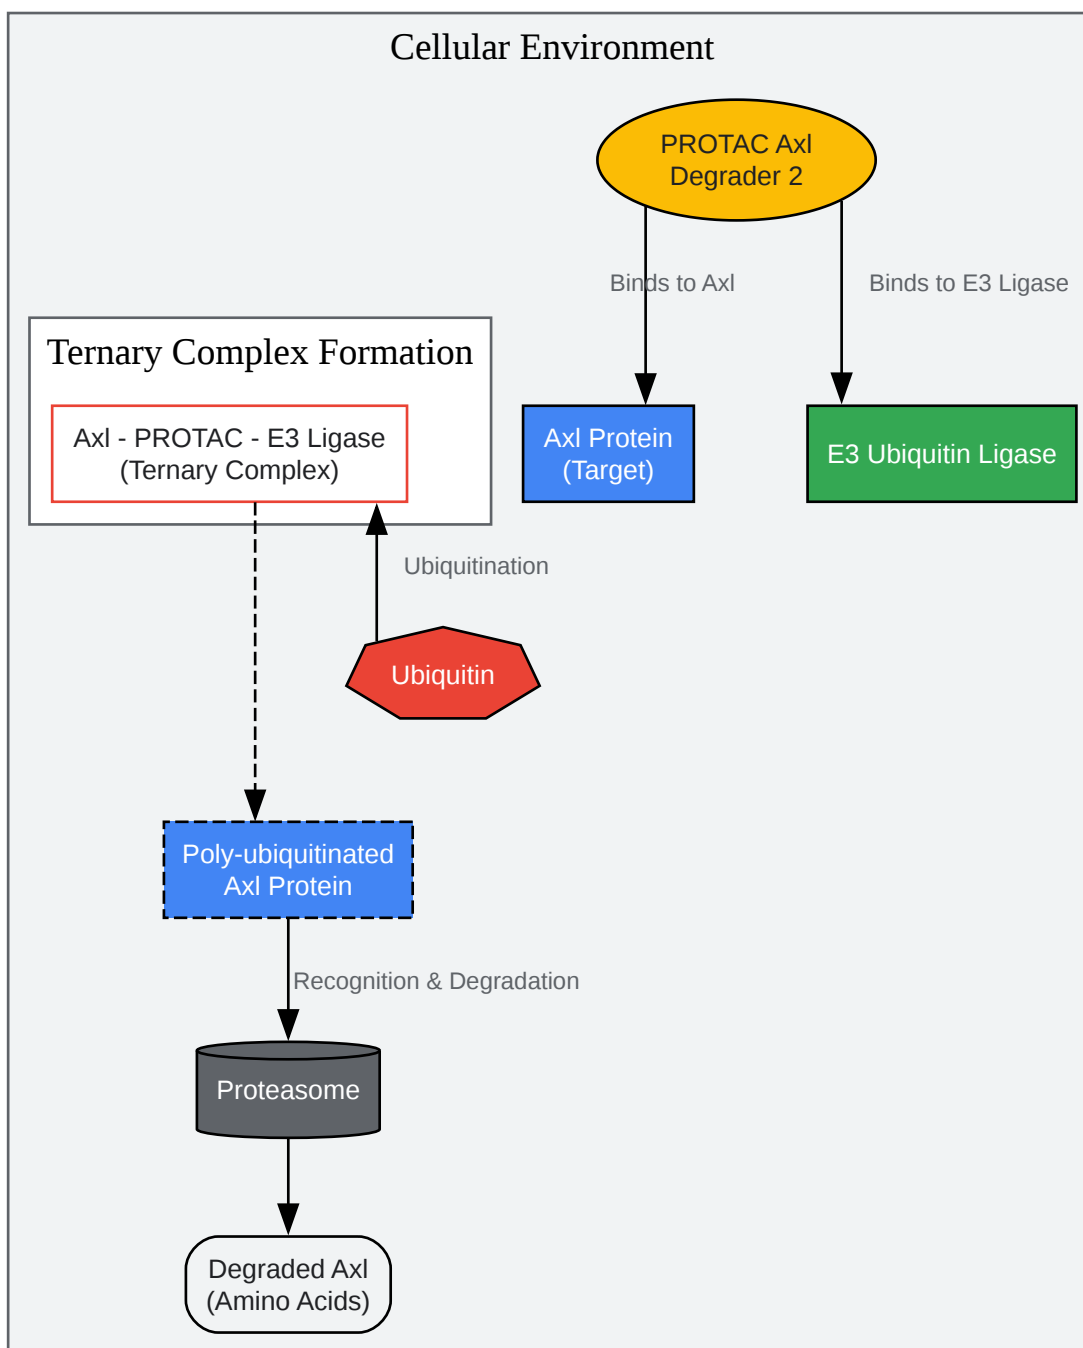 Cellular Environment
PROTAC Axl
Degrader 2
Binds to Axl
Binds to E3 Ligase
Ternary Complex Formation
Axl - PROTAC - E3 Ligase
(Ternary Complex)
Axl Protein
(Target)
E3 Ubiquitin Ligase
Ubiquitination
Ubiquitin
Poly-ubiquitinated
Axl Protein
Recognition & Degradation
Proteasome
Degraded Axl
(Amino Acids)